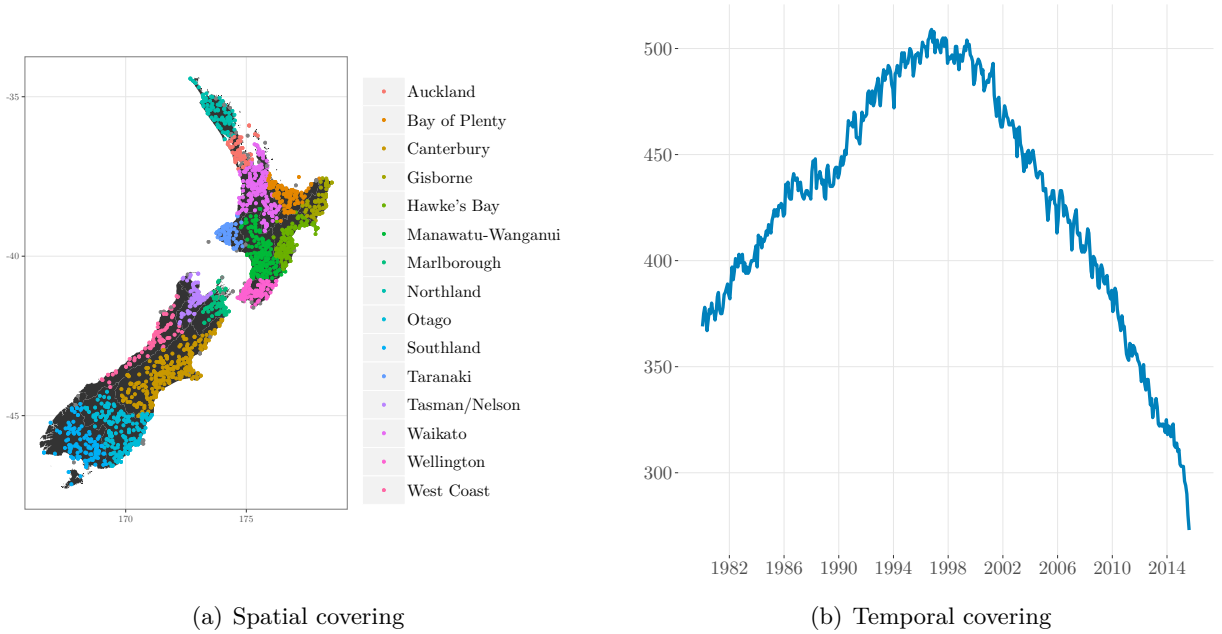 -35
-40
-45
170
175
Auckland
Bay of Plenty
Canterbury
Gisborne
Hawke's Bay
Manawatu-Wanganui
Marlborough
Northland
Otago
Southland
Taranaki
Tasman/Nelson
Waikato
Wellington
West Coast
(a) Spatial covering
500
450
400
350
300
1982 1986 1990 1994 1998 2002 2006 2010 2014
(b) Temporal covering